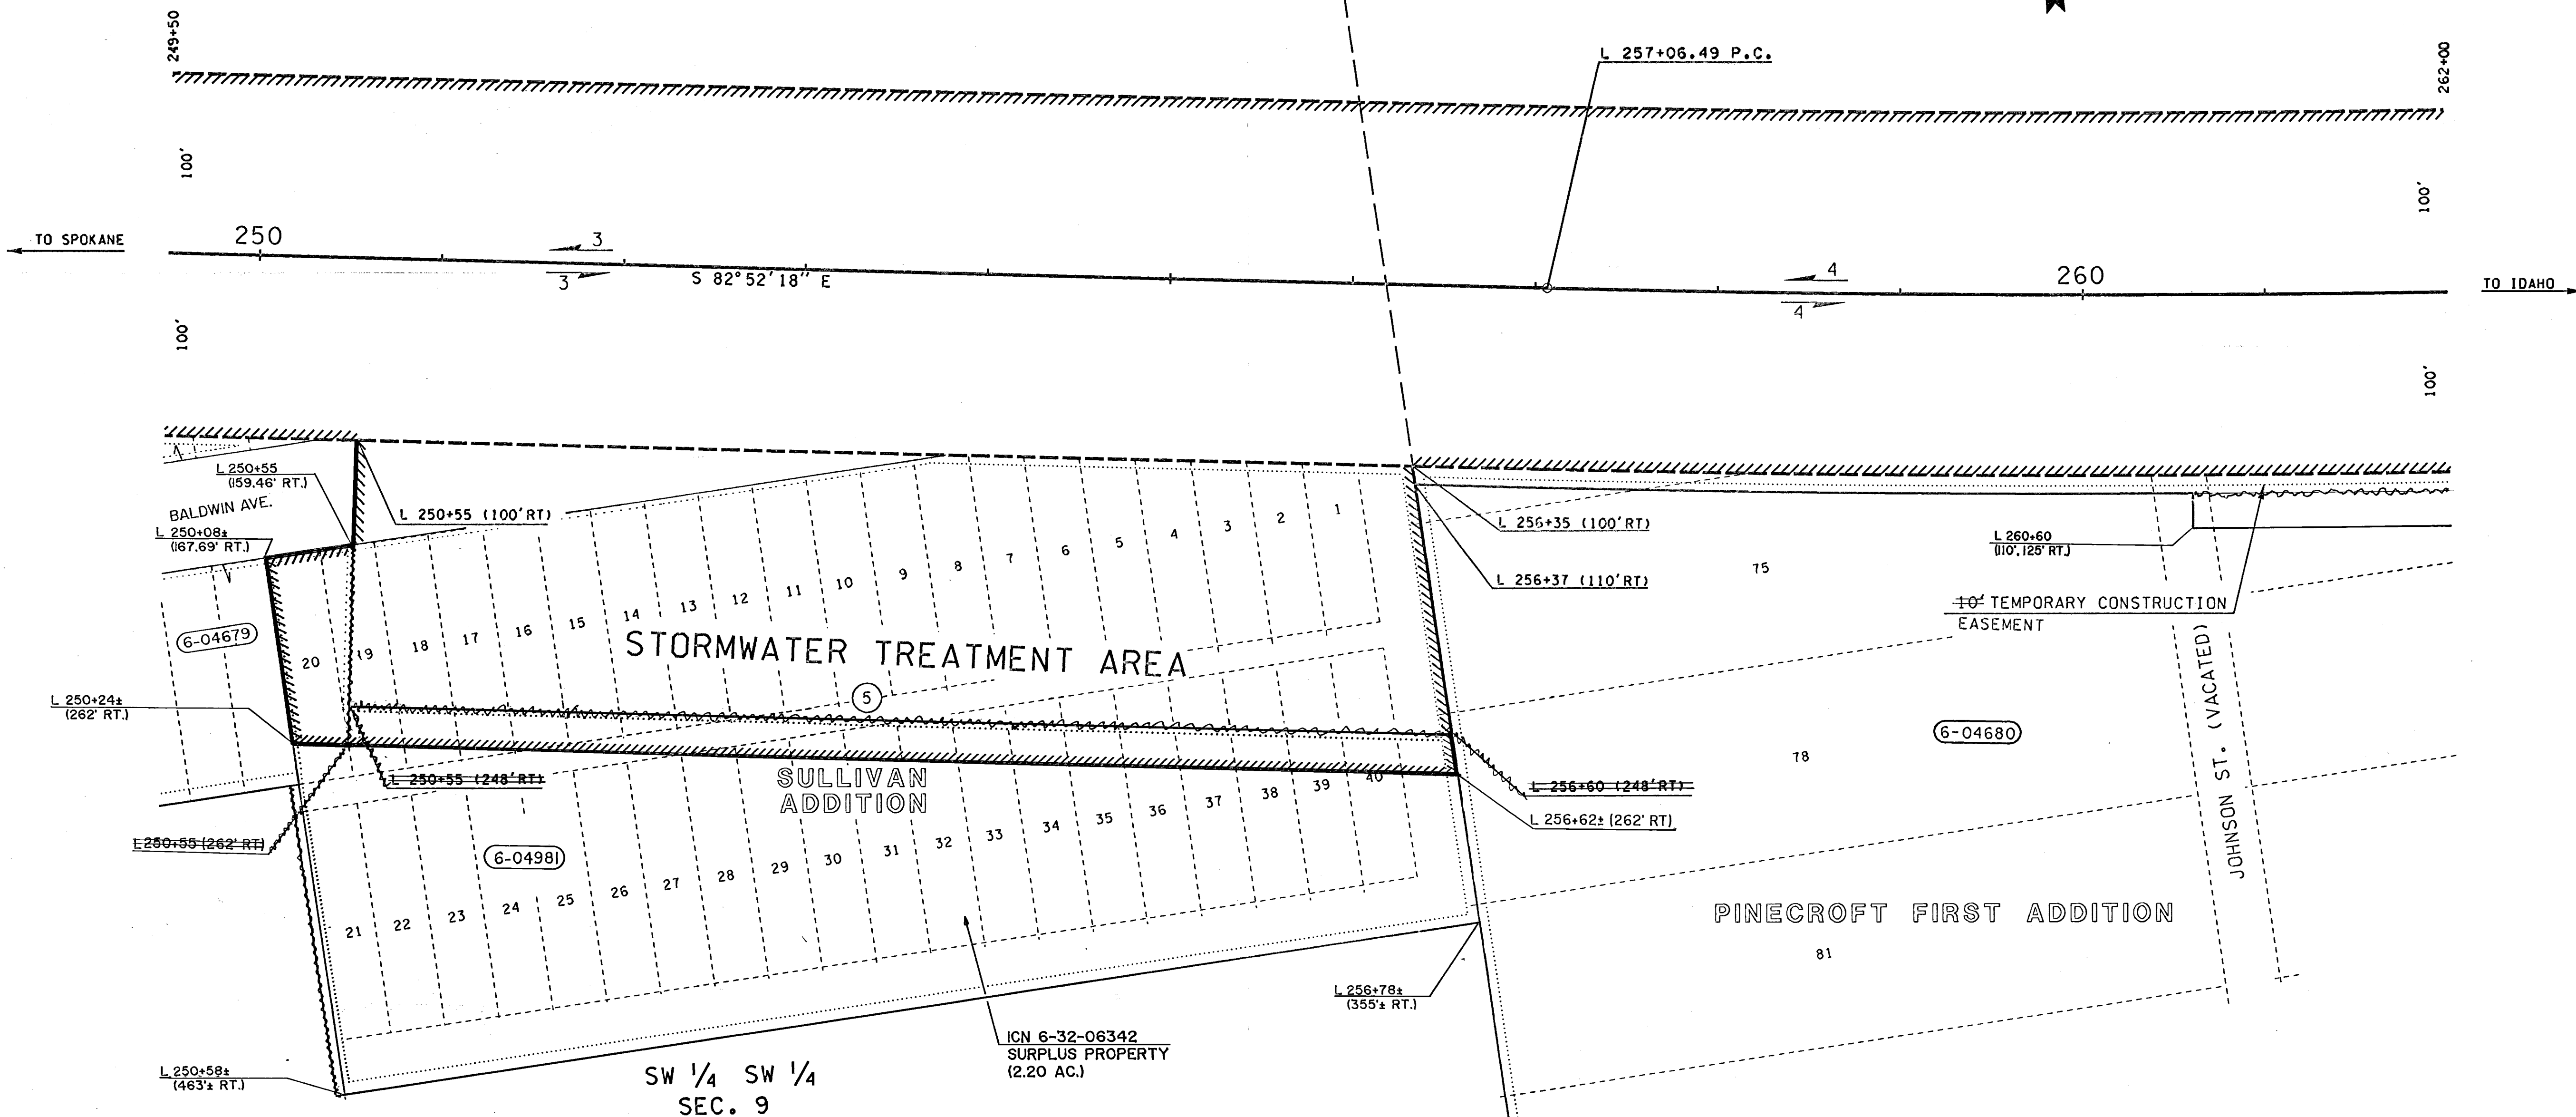 249+50
L 257+06.49 P.C.
262+00
100'
100'
TO SPOKANE
250
3
3
S 82°52'18" E
4
4
260
TO IDAHO
100'
100'
L 250+55
(159.46' RT.)
BALDWIN AVE.
L 250+08±
(167.69' RT.)
L 250+55 (100'RT)
L 256+35 (100'RT)
L 256+37 (110'RT)
L 260+60
(110', 125' RT.)
10' TEMPORARY CONSTRUCTION
EASEMENT
75
6-04679
20 19 18 17 16 15 14 13 12 11 10 9 8 7 6 5 4 3 2 1
STORMWATER TREATMENT AREA
5
L 250+24±
(262' RT.)
L 250+55 (248'RT)
L 250+55 (262' RT)
SULLIVAN
ADDITION
L 256+60 (248'RT)
L 256+62± (262' RT)
78
6-04680
JOHNSON ST. (VACATED)
6-04981
21 22 23 24 25 26 27 28 29 30 31 32 33 34 35 36 37 38 39 40
PINECROFT FIRST ADDITION
81
L 256+78±
(355'± RT.)
ICN 6-32-06342
SURPLUS PROPERTY
(2.20 AC.)
L 250+58±
(463'± RT.)
SW 1/4 SW 1/4
SEC. 9